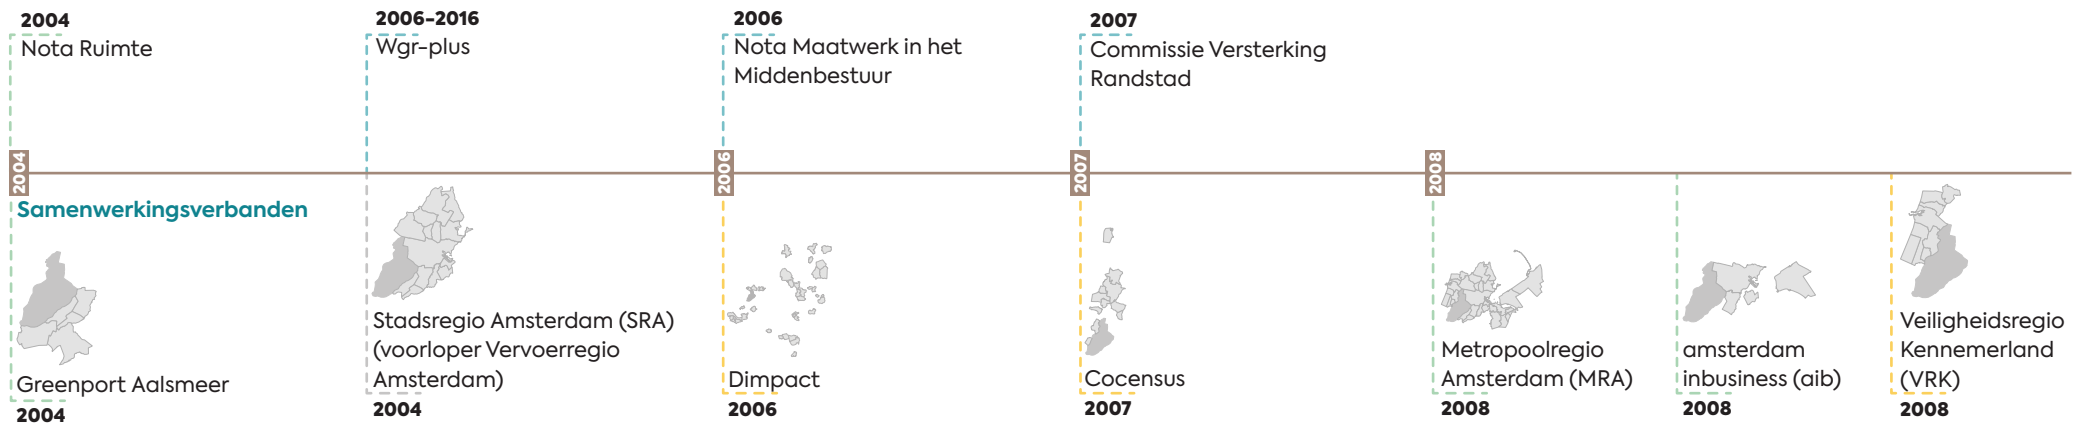 2004
Nota Ruimte
2006-2016
Wgr-plus
2006
Nota Maatwerk in het
Middenbestuur
2007
Commissie Versterking
Randstad
2004
2006
2007
2008
Samenwerkingsverbanden
Greenport Aalsmeer
2004
Stadsregio Amsterdam (SRA)
(voorloper Vervoerregio
Amsterdam)
2004
Dimpact
2006
Cocensus
2007
Metropoolregio
Amsterdam (MRA)
2008
amsterdam
inbusiness (aib)
2008
Veiligheidsregio
Kennemerland
(VRK)
2008